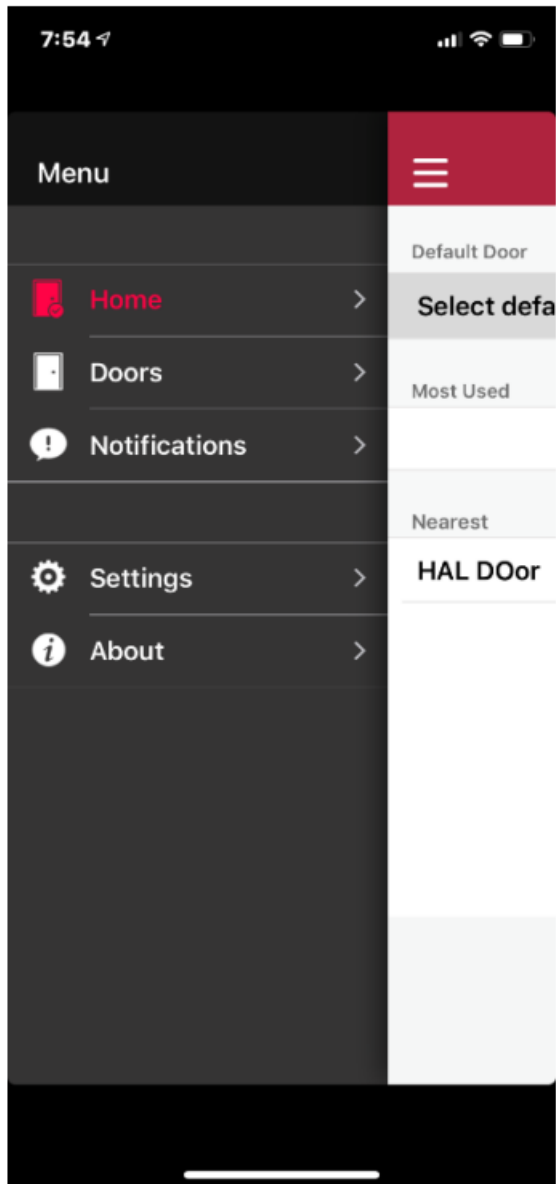 7:54
Menu
Home
Doors
Notifications
Settings
About
Default Door
Select defa
Most Used
Nearest
HAL DOor